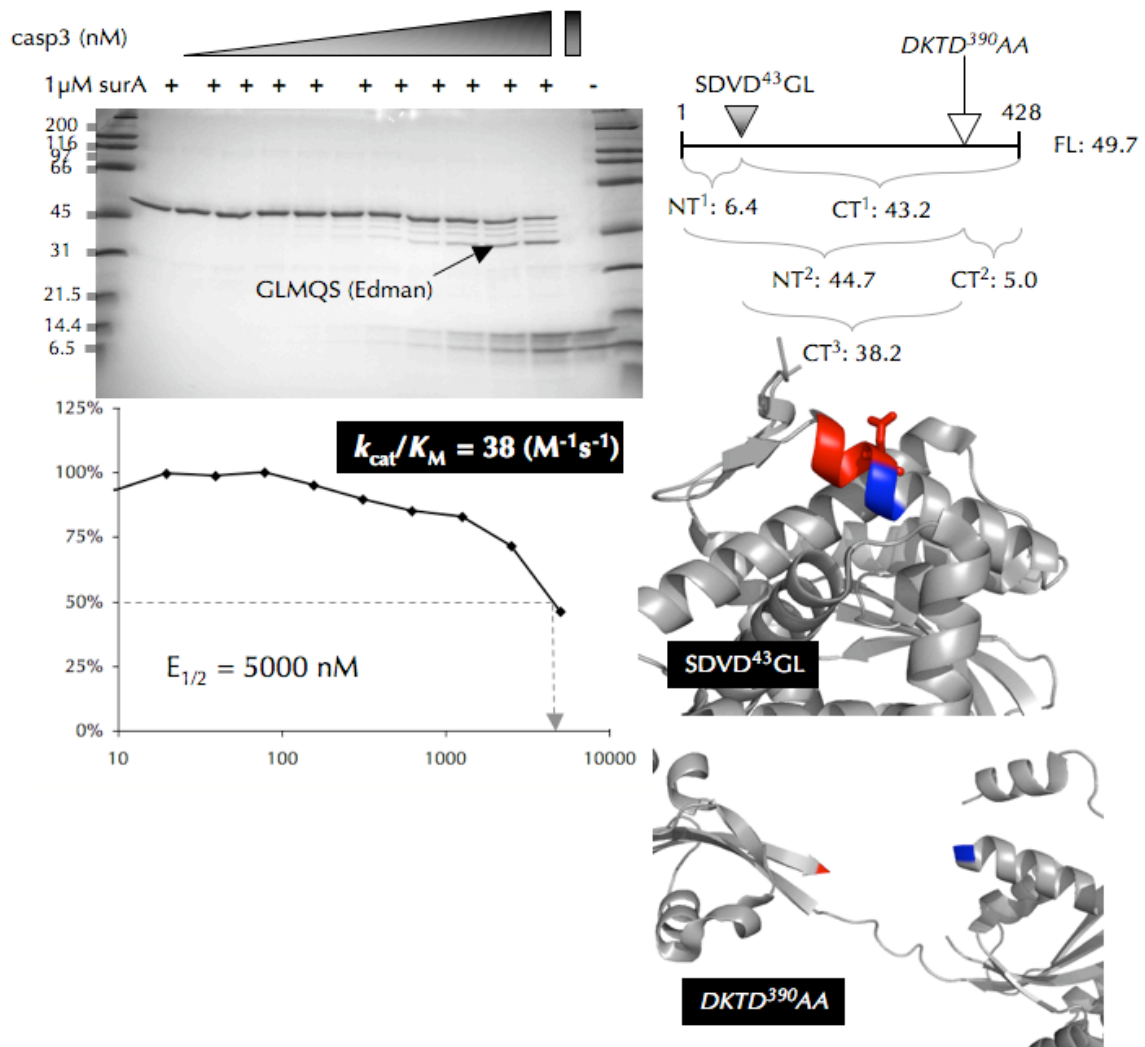 casp3 (nM)
1µM surA + + + + + + + + + + + -
200
116
97
66
45
31
21.5
14.4
6.5
GLMQS (Edman)
DKTD³⁹⁰AA
SDVD⁴³GL
1 428
FL: 49.7
NT¹: 6.4 CT¹: 43.2
NT²: 44.7 CT²: 5.0
CT³: 38.2
125%
100%
75%
50%
25%
0%
kcat/KM = 38 (M⁻¹s⁻¹)
E1/2 = 5000 nM
10 100 1000 10000
SDVD⁴³GL
DKTD³⁹⁰AA